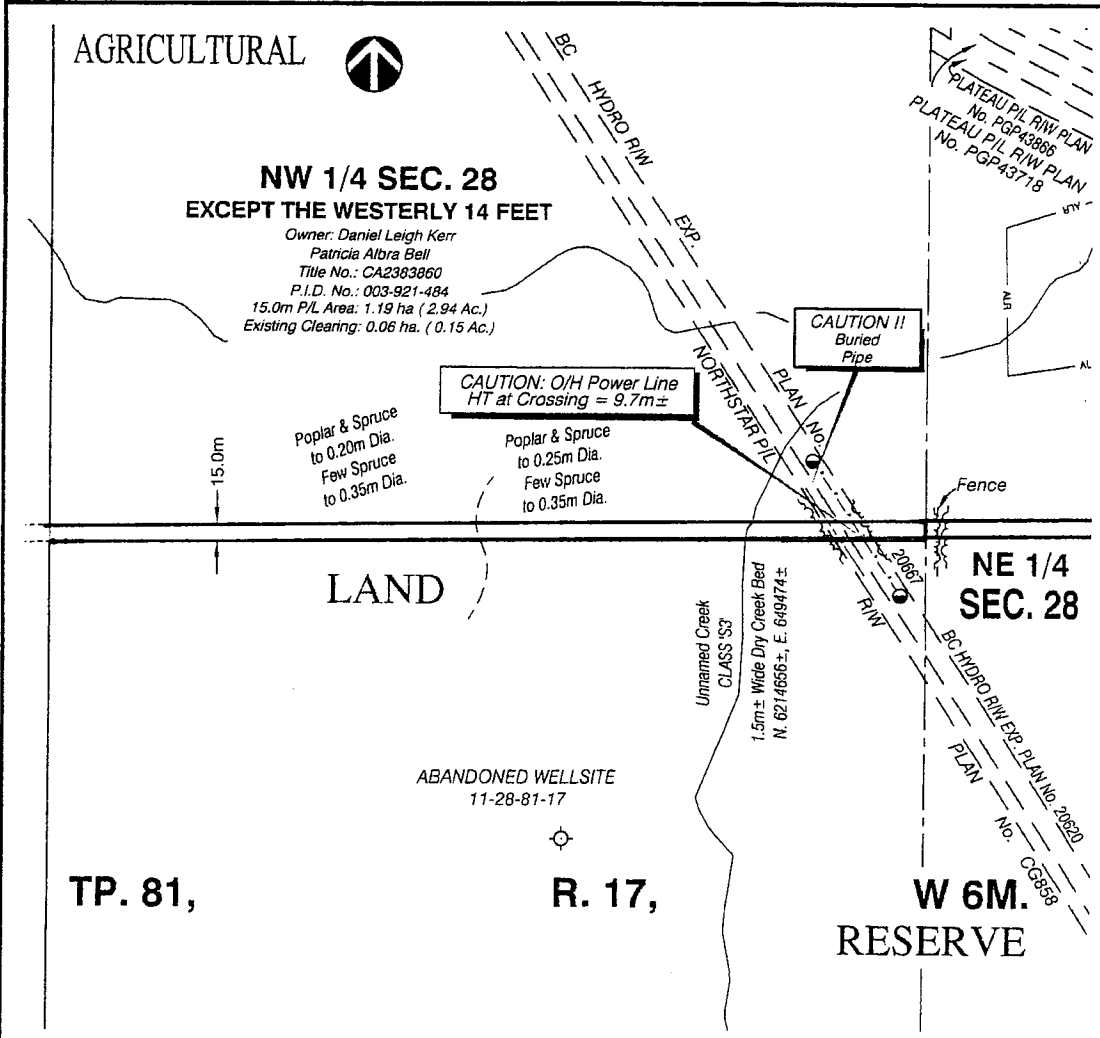 AGRICULTURAL
BC HYDRO R/W EXP. PLAN No. 20667
PLATEAU P/L R/W PLAN
No. PGP43866
PLATEAU P/L R/W PLAN
No. PGP43718
NW 1/4 SEC. 28
EXCEPT THE WESTERLY 14 FEET
Owner: Daniel Leigh Kerr
Patricia Albra Bell
Title No.: CA2383860
P.I.D. No.: 003-921-484
15.0m P/L Area: 1.19 ha ( 2.94 Ac.)
Existing Clearing: 0.06 ha. ( 0.15 Ac.)
ALR
ALR
AL
CAUTION !!
Buried
Pipe
CAUTION: O/H Power Line
HT at Crossing = 9.7m±
NORTHSTAR P/L R/W PLAN No. CG858
15.0m
Poplar & Spruce
to 0.20m Dia.
Few Spruce
to 0.35m Dia.
Poplar & Spruce
to 0.25m Dia.
Few Spruce
to 0.35m Dia.
Fence
LAND
NE 1/4
SEC. 28
Unnamed Creek
CLASS 'S3'
1.5m± Wide Dry Creek Bed
N. 6214656±, E. 649474±
BC HYDRO R/W EXP. PLAN No. 20620
ABANDONED WELLSITE
11-28-81-17
TP. 81,
R. 17,
W 6M.
RESERVE